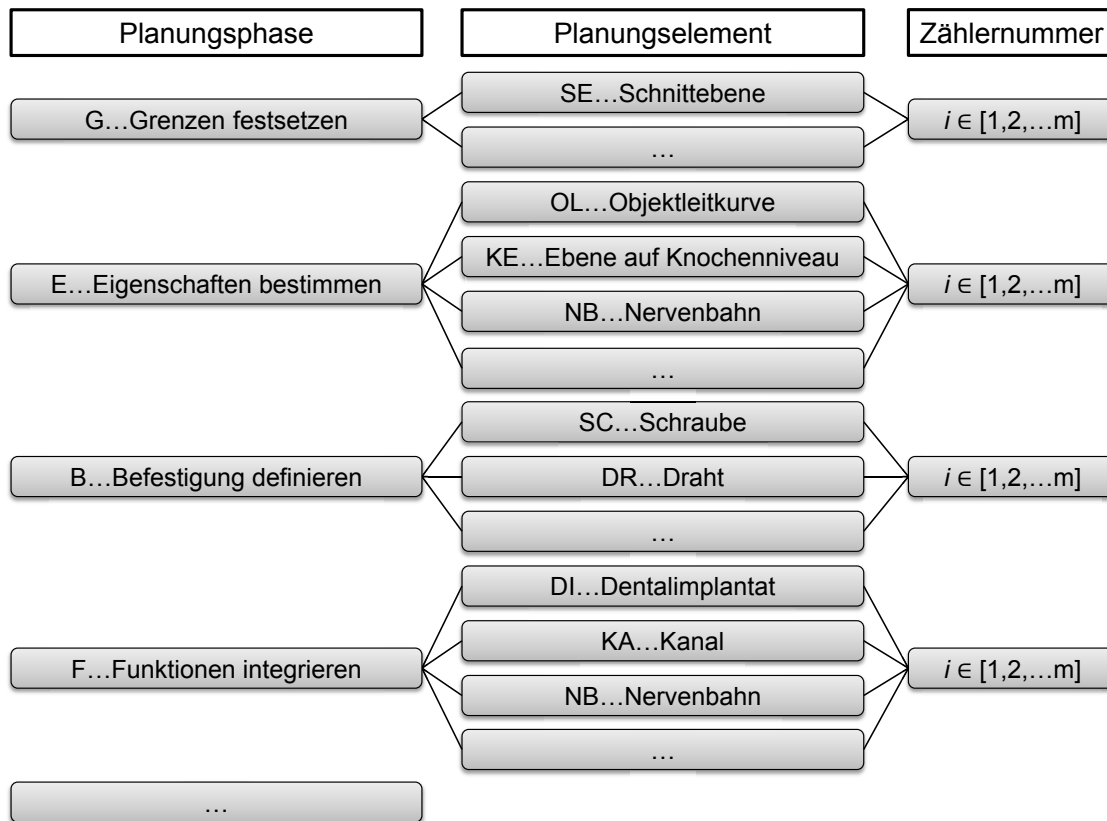 Planungsphase
Planungselement
Zählernummer
G…Grenzen festsetzen
SE…Schnittebene
…
i ∈ [1,2,…m]
E…Eigenschaften bestimmen
OL…Objektleitkurve
KE…Ebene auf Knochenniveau
NB…Nervenbahn
…
i ∈ [1,2,…m]
B…Befestigung definieren
SC…Schraube
DR…Draht
…
i ∈ [1,2,…m]
F…Funktionen integrieren
DI…Dentalimplantat
KA…Kanal
NB…Nervenbahn
…
i ∈ [1,2,…m]
…